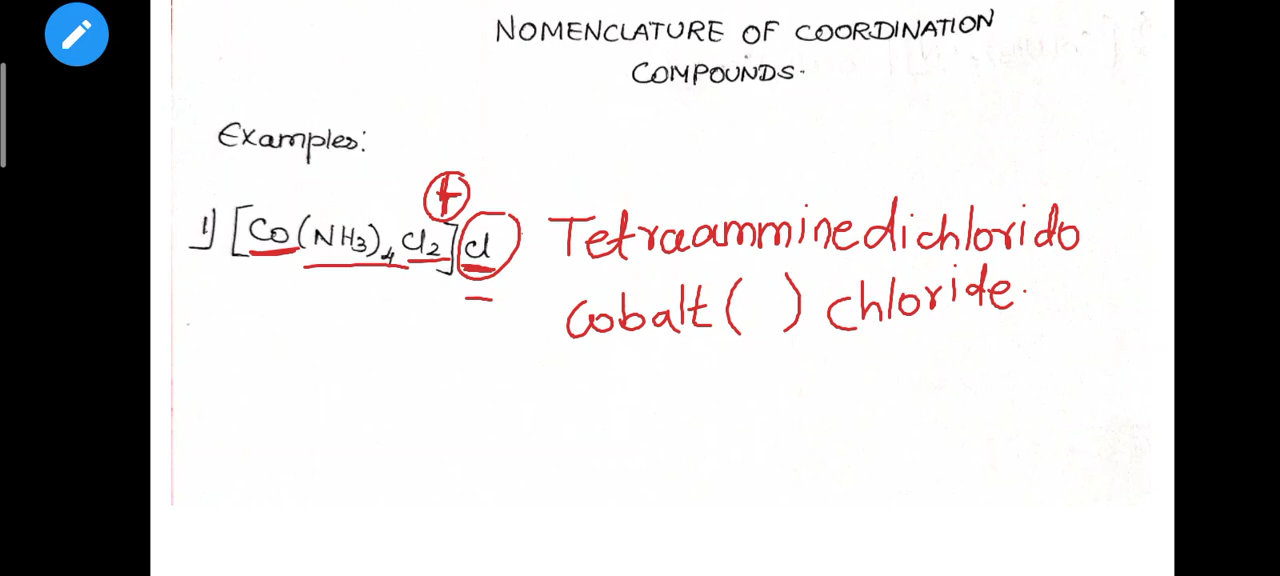 NOMENCLATURE OF COORDINATION
COMPOUNDS.
Examples:
1) [Co(NH3)4Cl2]Cl
+
Tetraamminedichlorido
cobalt ( ) chloride.